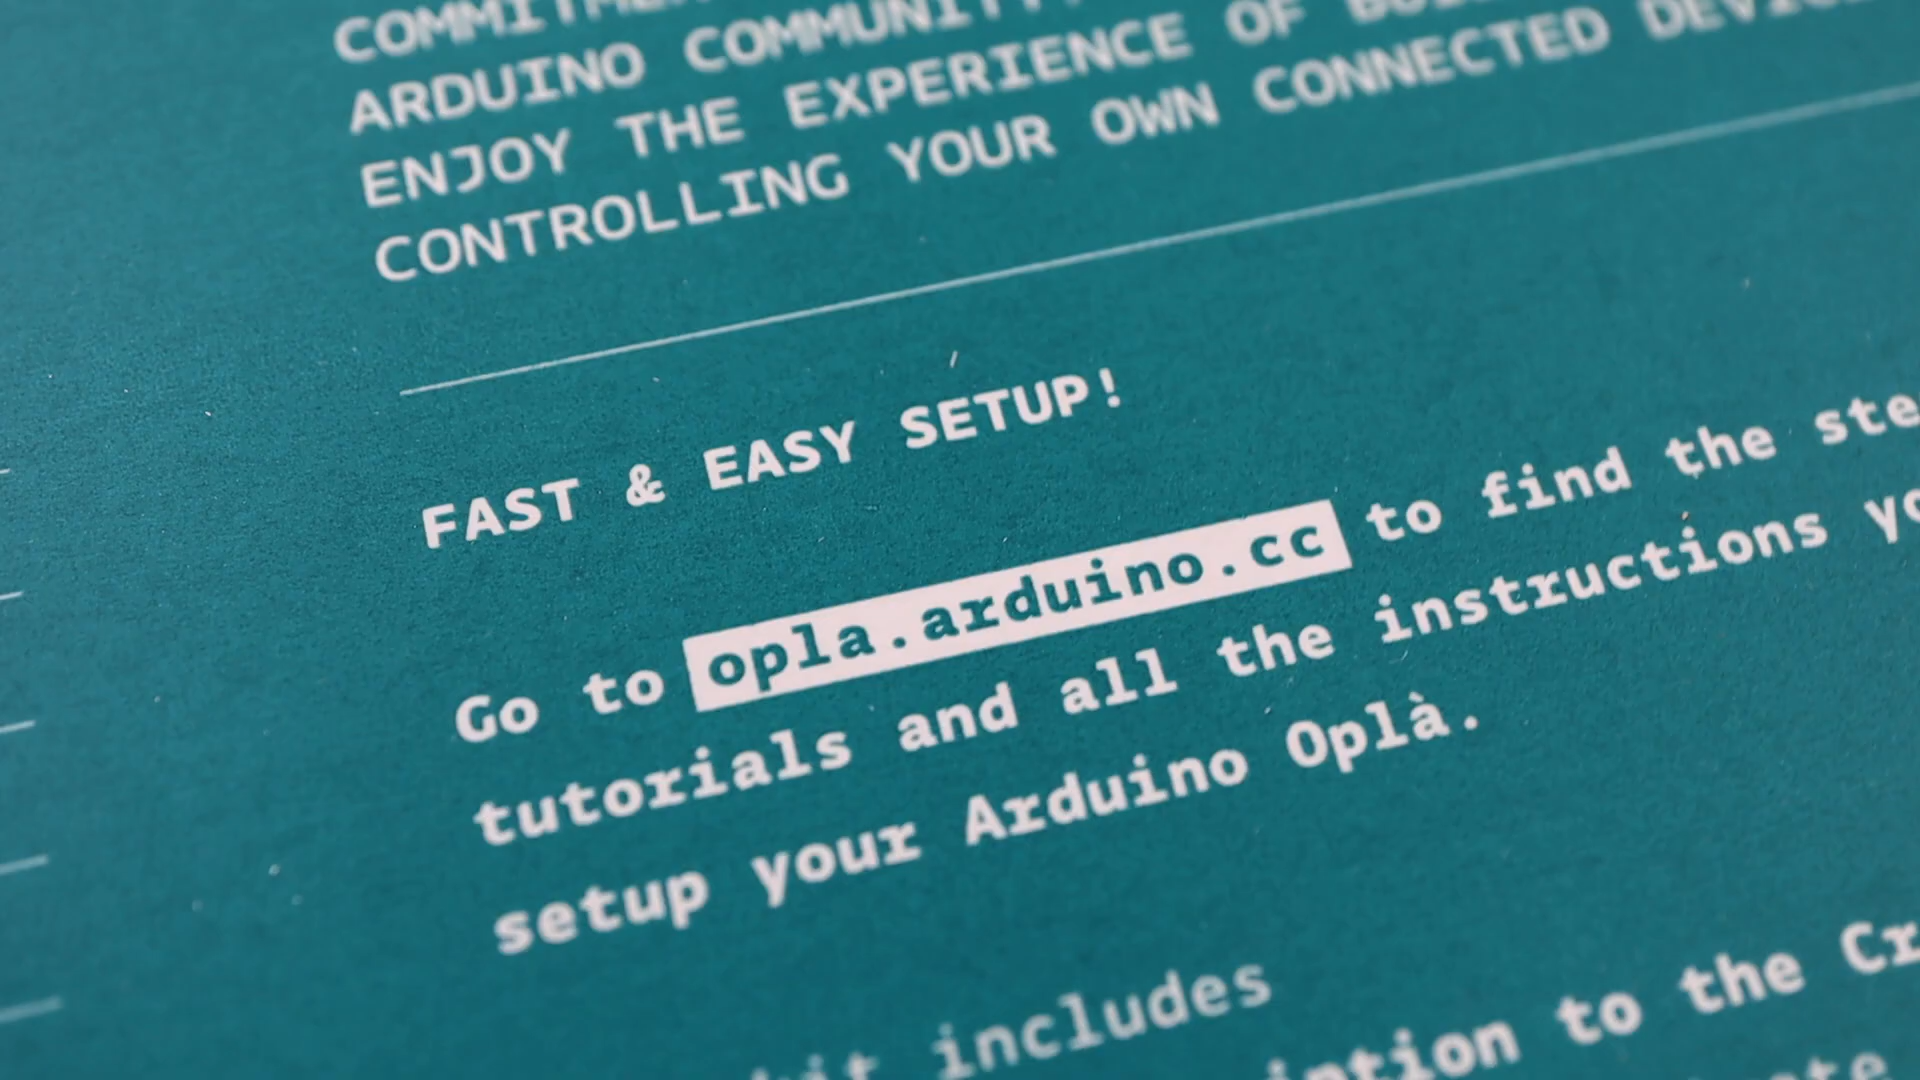 ARDUINO COMMUNITY
ENJOY THE EXPERIENCE OF
CONTROLLING YOUR OWN CONNECTED
FAST & EASY SETUP!
Go to opla.arduino.cc to find the
tutorials and all the instructions
setup your Arduino Oplà.
includes
to the